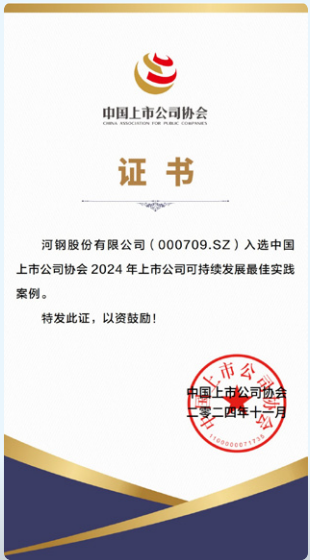 中国上市公司协会
CHINA ASSOCIATION FOR PUBLIC COMPANIES
证书
河钢股份有限公司（000709.SZ）入选中国
上市公司协会 2024 年上市公司可持续发展最佳实践
案例。
特发此证，以资鼓励！
中国上市公司协会
中国上市公司协会
二零二四年十一月